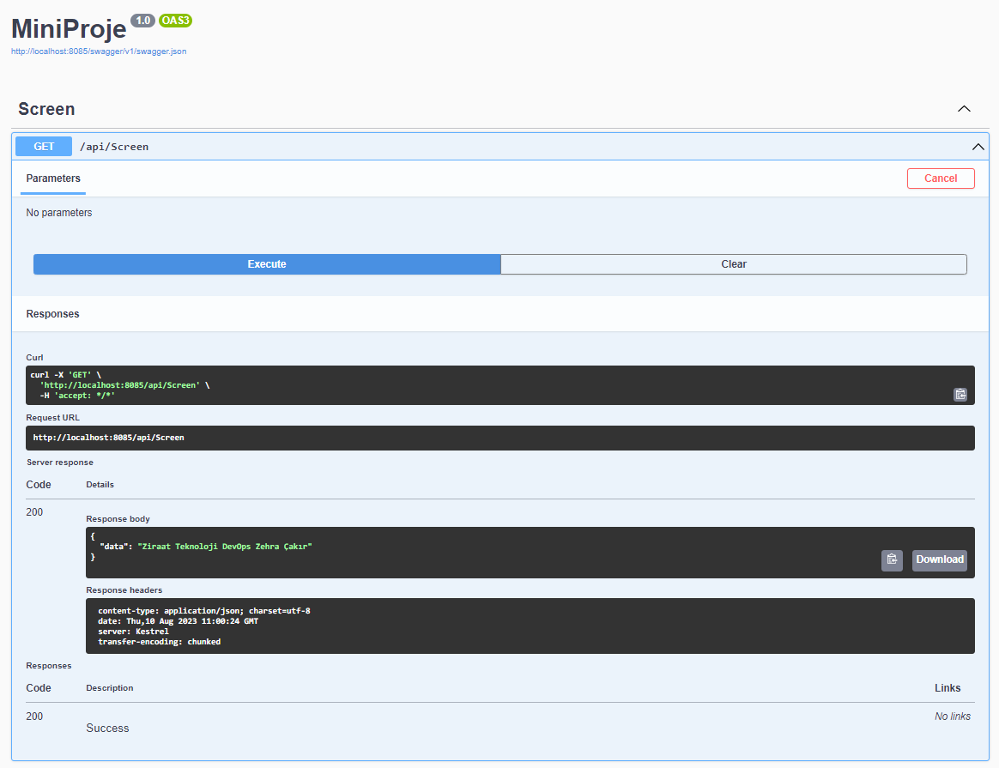 MiniProje 1.0 OAS3
http://localhost:8085/swagger/v1/swagger.json
Screen
GET /api/Screen
Parameters Cancel
No parameters
Execute Clear
Responses
Curl
curl -X 'GET' \
'http://localhost:8085/api/Screen' \
-H 'accept: */*'
Request URL
http://localhost:8085/api/Screen
Server response
Code Details
200
Response body
{
"data": "Ziraat Teknoloji DevOps Zehra Çakır"
}
Download
Response headers
content-type: application/json; charset=utf-8
date: Thu,10 Aug 2023 11:00:24 GMT
server: Kestrel
transfer-encoding: chunked
Responses
Code Description Links
200 No links
Success